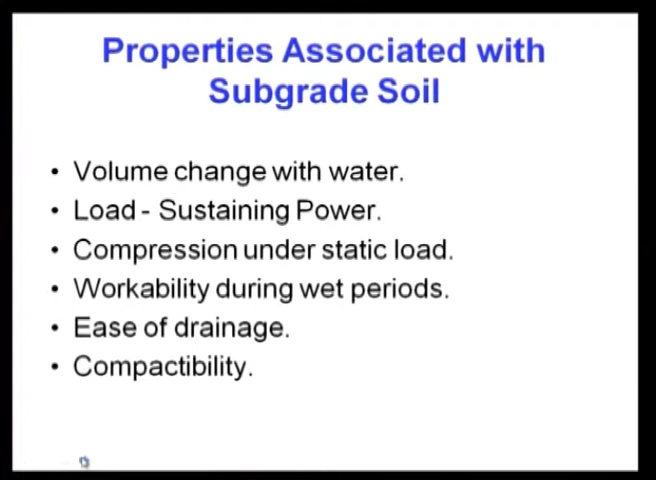 Properties Associated with
Subgrade Soil
• Volume change with water.
• Load - Sustaining Power.
• Compression under static load.
• Workability during wet periods.
• Ease of drainage.
• Compactibility.